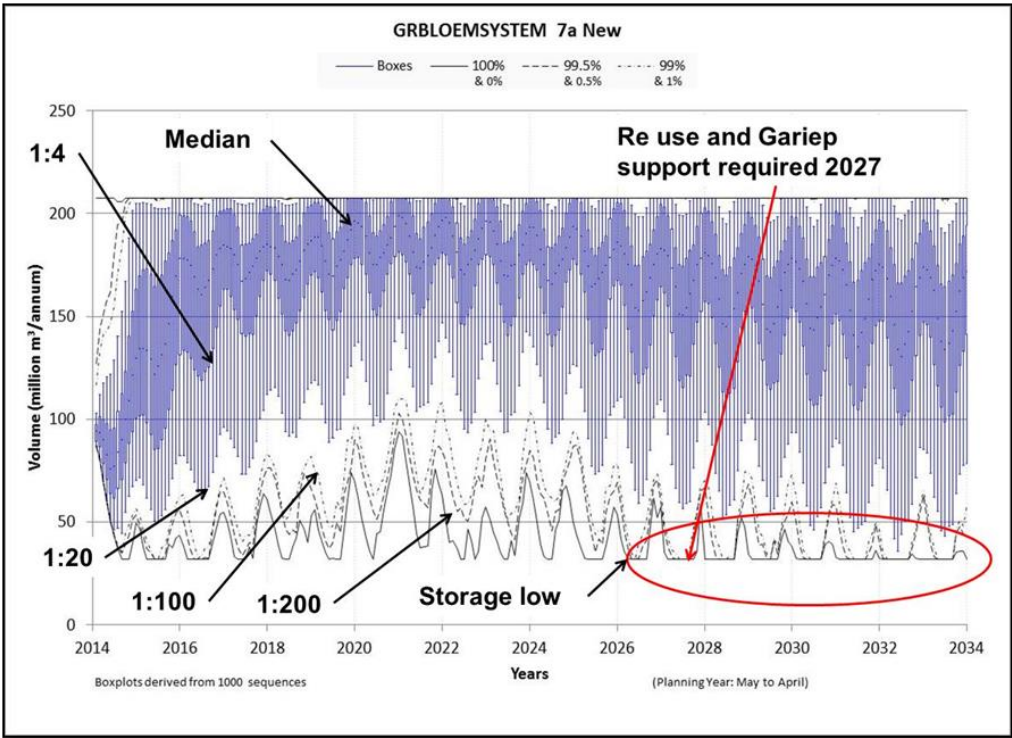 GRBLOEMSYSTEM 7a New
Boxes
100%
& 0%
99.5%
& 0.5%
99%
& 1%
250
200
150
100
50
0
Volume (million m³/annum)
1:4
Median
Re use and Gariep
support required 2027
1:20
1:100
1:200
Storage low
2014 2016 2018 2020 2022 2024 2026 2028 2030 2032 2034
Years
Boxplots derived from 1000 sequences
(Planning Year: May to April)